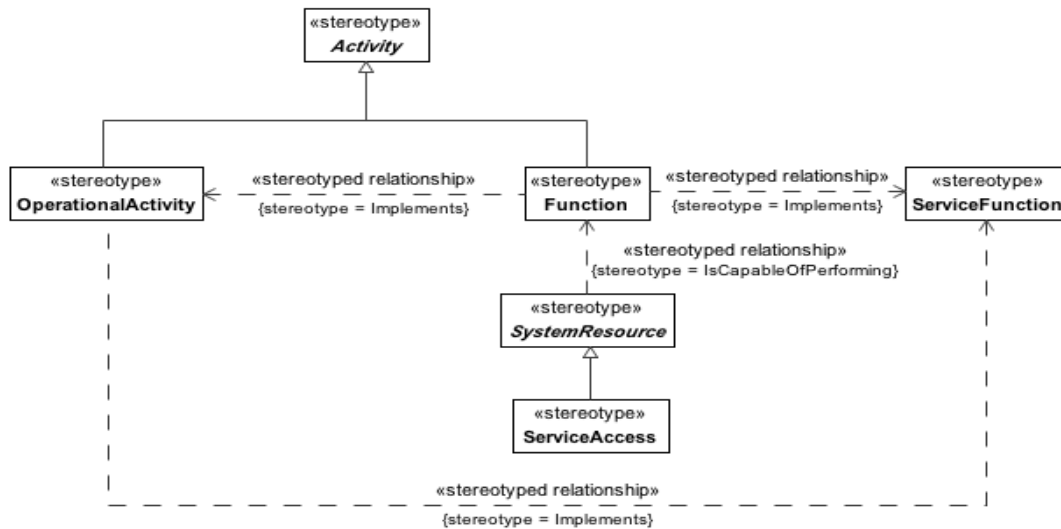 «stereotype»
Activity
«stereotype»
OperationalActivity
«stereotyped relationship»
{stereotype = Implements}
«stereotype»
Function
«stereotyped relationship»
{stereotype = Implements}
«stereotype»
ServiceFunction
«stereotyped relationship»
{stereotype = IsCapableOfPerforming}
«stereotype»
SystemResource
«stereotype»
ServiceAccess
«stereotyped relationship»
{stereotype = Implements}